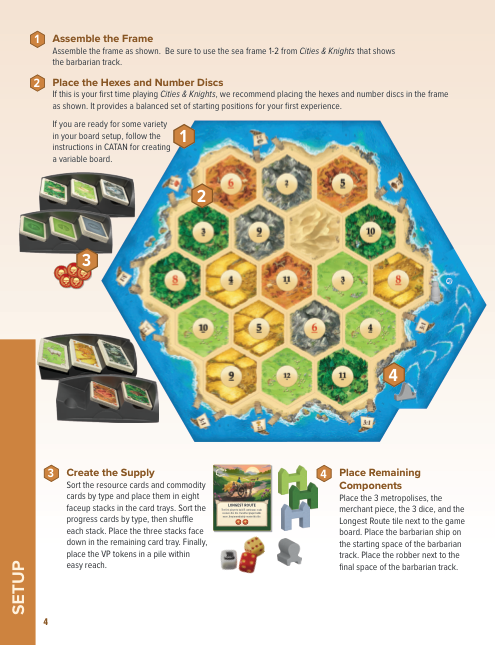 1 Assemble the Frame
Assemble the frame as shown. Be sure to use the sea frame 1-2 from Cities & Knights that shows
the barbarian track.
2 Place the Hexes and Number Discs
If this is your first time playing Cities & Knights, we recommend placing the hexes and number discs in the frame
as shown. It provides a balanced set of starting positions for your first experience.
If you are ready for some variety
in your board setup, follow the
instructions in CATAN for creating
a variable board.
1
2
6
5
3
9
10
3
8
4
11
3
8
10
5
6
4
4
9
12
11
3 Create the Supply
Sort the resource cards and commodity
cards by type and place them in eight
faceup stacks in the card trays. Sort the
progress cards by type, then shuffle
each stack. Place the three stacks face
down in the remaining card tray. Finally,
place the VP tokens in a pile within
easy reach.
LONGEST ROUTE
4 Place Remaining
Components
Place the 3 metropolises, the
merchant piece, the 3 dice, and the
Longest Route tile next to the game
board. Place the barbarian ship on
the starting space of the barbarian
track. Place the robber next to the
final space of the barbarian track.
SETUP
4